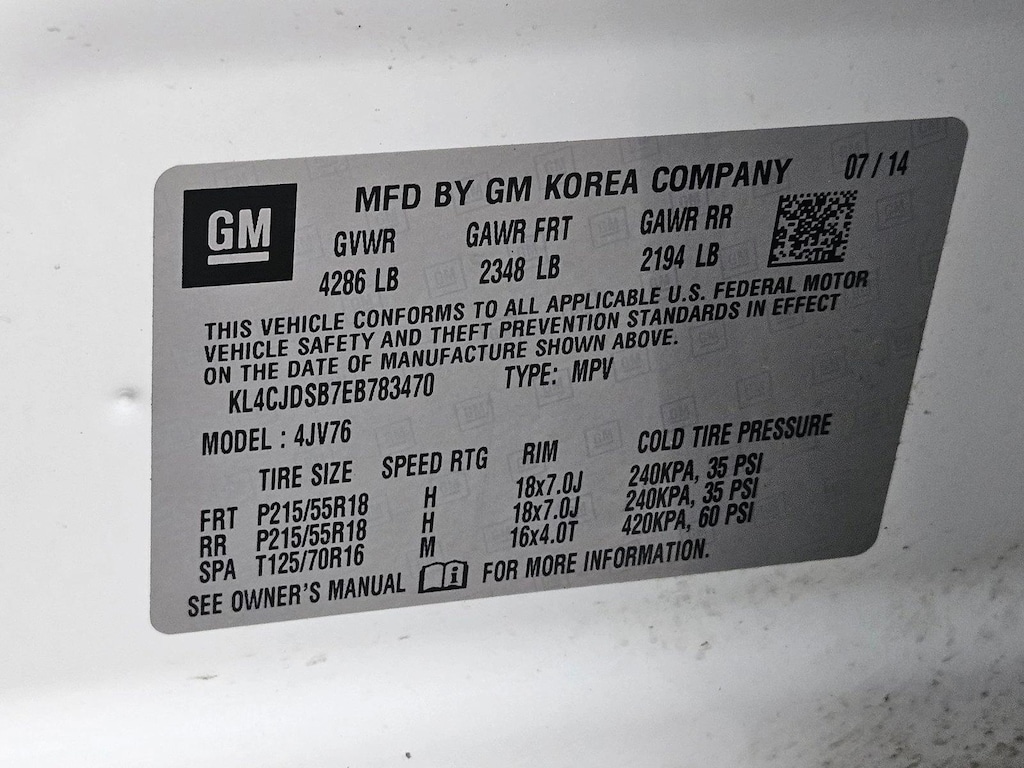 GM
MFD BY GM KOREA COMPANY 07/14
GVWR GAWR FRT GAWR RR
4286 LB 2348 LB 2194 LB
THIS VEHICLE CONFORMS TO ALL APPLICABLE U.S. FEDERAL MOTOR
VEHICLE SAFETY AND THEFT PREVENTION STANDARDS IN EFFECT
ON THE DATE OF MANUFACTURE SHOWN ABOVE.
KL4CJDSB7EB783470 TYPE: MPV
MODEL : 4JV76
TIRE SIZE SPEED RTG RIM COLD TIRE PRESSURE
FRT P215/55R18 H 18x7.0J 240KPA, 35 PSI
RR P215/55R18 H 18x7.0J 240KPA, 35 PSI
SPA T125/70R16 M 16x4.0T 420KPA, 60 PSI
SEE OWNER'S MANUAL i FOR MORE INFORMATION.